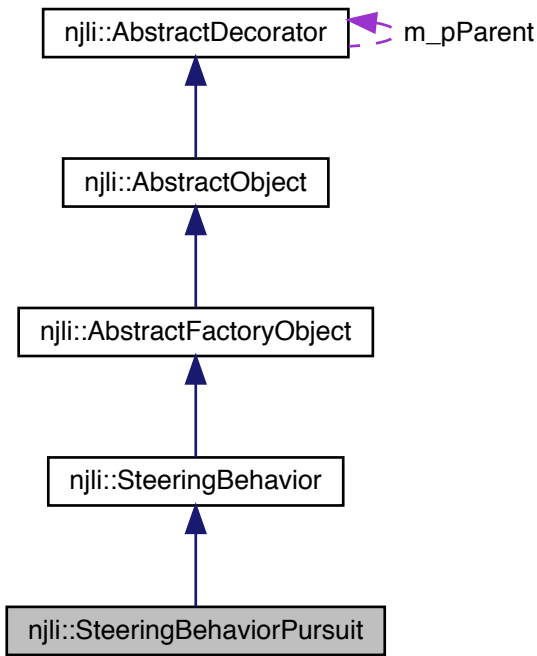 njli::AbstractDecorator
m_pParent
njli::AbstractObject
njli::AbstractFactoryObject
njli::SteeringBehavior
njli::SteeringBehaviorPursuit